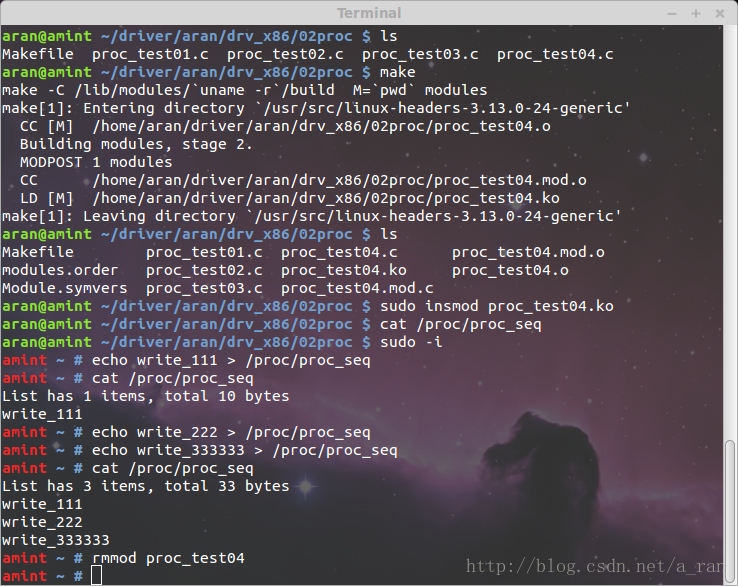 Terminal
aran@amint ~/driver/aran/drv_x86/02proc $ ls
Makefile  proc_test01.c  proc_test02.c  proc_test03.c  proc_test04.c
aran@amint ~/driver/aran/drv_x86/02proc $ make
make -C /lib/modules/`uname -r`/build  M=`pwd` modules
make[1]: Entering directory `/usr/src/linux-headers-3.13.0-24-generic'
  CC [M]  /home/aran/driver/aran/drv_x86/02proc/proc_test04.o
  Building modules, stage 2.
  MODPOST 1 modules
  CC      /home/aran/driver/aran/drv_x86/02proc/proc_test04.mod.o
  LD [M]  /home/aran/driver/aran/drv_x86/02proc/proc_test04.ko
make[1]: Leaving directory `/usr/src/linux-headers-3.13.0-24-generic'
aran@amint ~/driver/aran/drv_x86/02proc $ ls
Makefile        proc_test01.c  proc_test04.c      proc_test04.mod.o
modules.order   proc_test02.c  proc_test04.ko     proc_test04.o
Module.symvers  proc_test03.c  proc_test04.mod.c
aran@amint ~/driver/aran/drv_x86/02proc $ sudo insmod proc_test04.ko
aran@amint ~/driver/aran/drv_x86/02proc $ cat /proc/proc_seq
aran@amint ~/driver/aran/drv_x86/02proc $ sudo -i
amint ~ # echo write_111 > /proc/proc_seq
amint ~ # cat /proc/proc_seq
List has 1 items, total 10 bytes
write_111
amint ~ # echo write_222 > /proc/proc_seq
amint ~ # echo write_333333 > /proc/proc_seq
amint ~ # cat /proc/proc_seq
List has 3 items, total 33 bytes
write_111
write_222
write_333333
amint ~ # rmmod proc_test04
amint ~ #
http://blog.csdn.net/a_ran